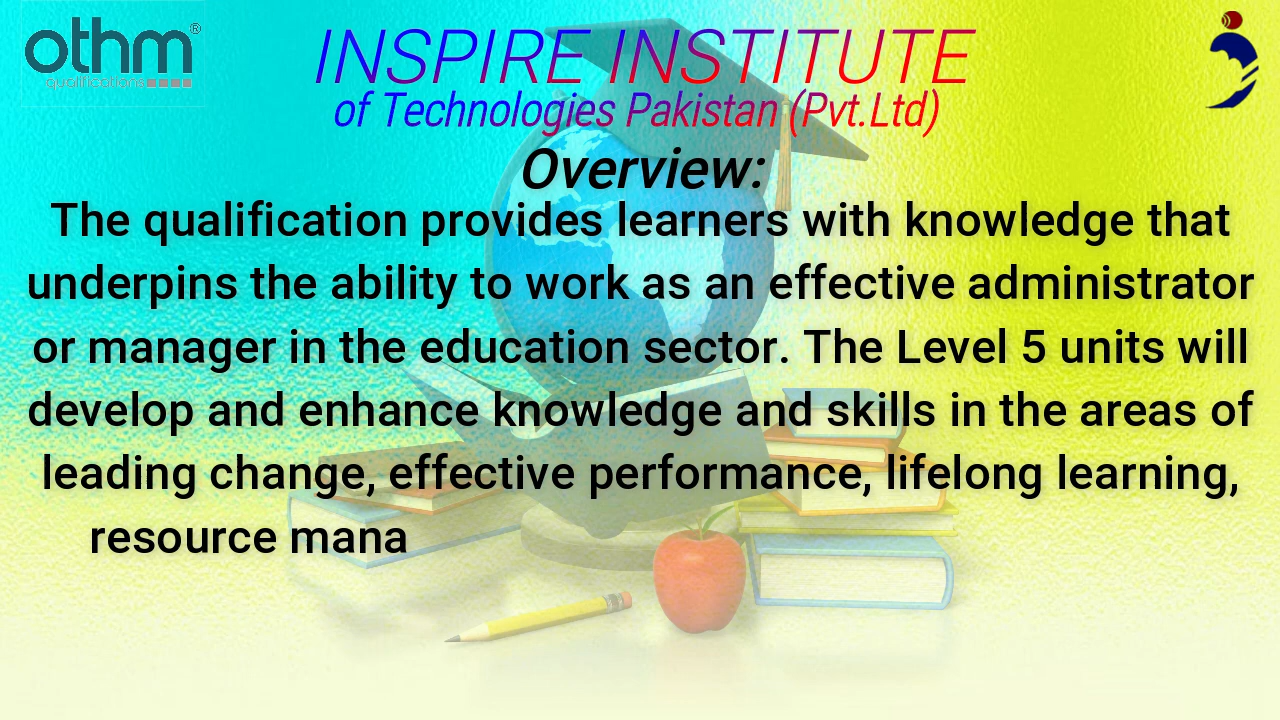 othm®
qualifications
INSPIRE INSTITUTE
of Technologies Pakistan (Pvt.Ltd)
Overview:
The qualification provides learners with knowledge that
underpins the ability to work as an effective administrator
or manager in the education sector. The Level 5 units will
develop and enhance knowledge and skills in the areas of
leading change, effective performance, lifelong learning,
resource mana